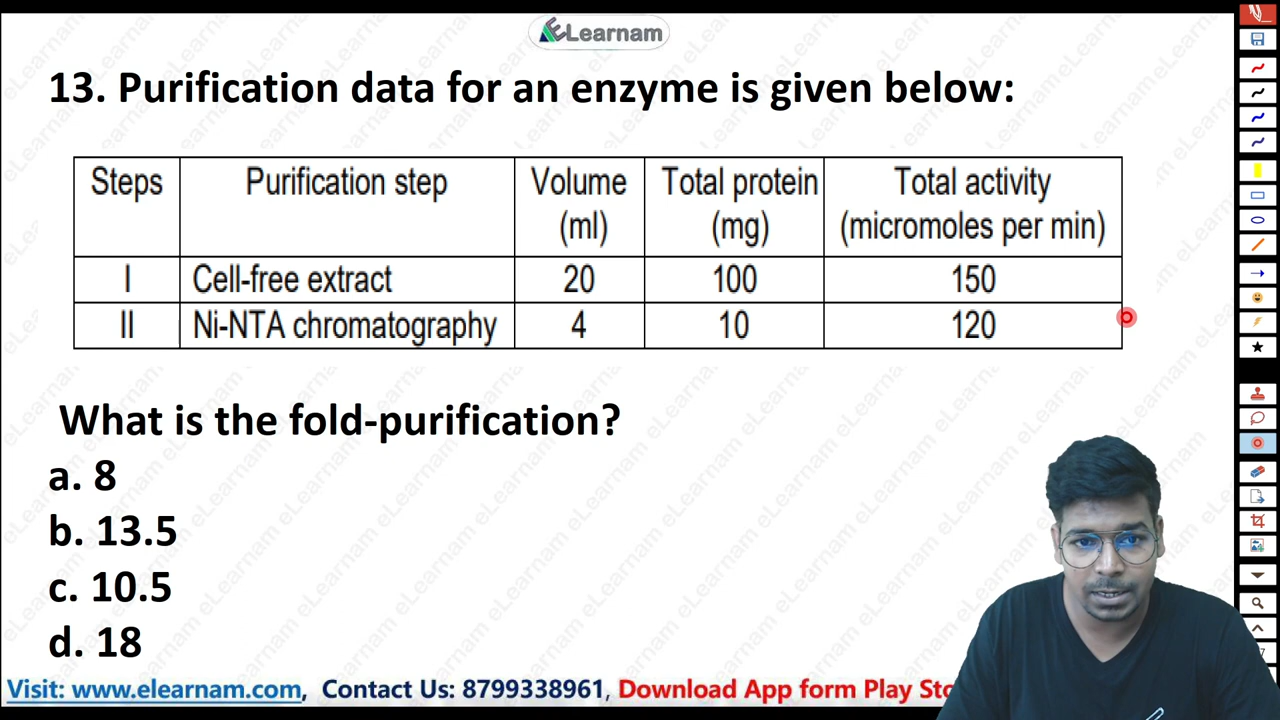 eLearnam
13. Purification data for an enzyme is given below:
Steps Purification step Volume (ml) Total protein (mg) Total activity (micromoles per min)
I Cell-free extract 20 100 150
II Ni-NTA chromatography 4 10 120
What is the fold-purification?
a. 8
b. 13.5
c. 10.5
d. 18
Visit: www.elearnam.com, Contact Us: 8799338961, Download App form Play